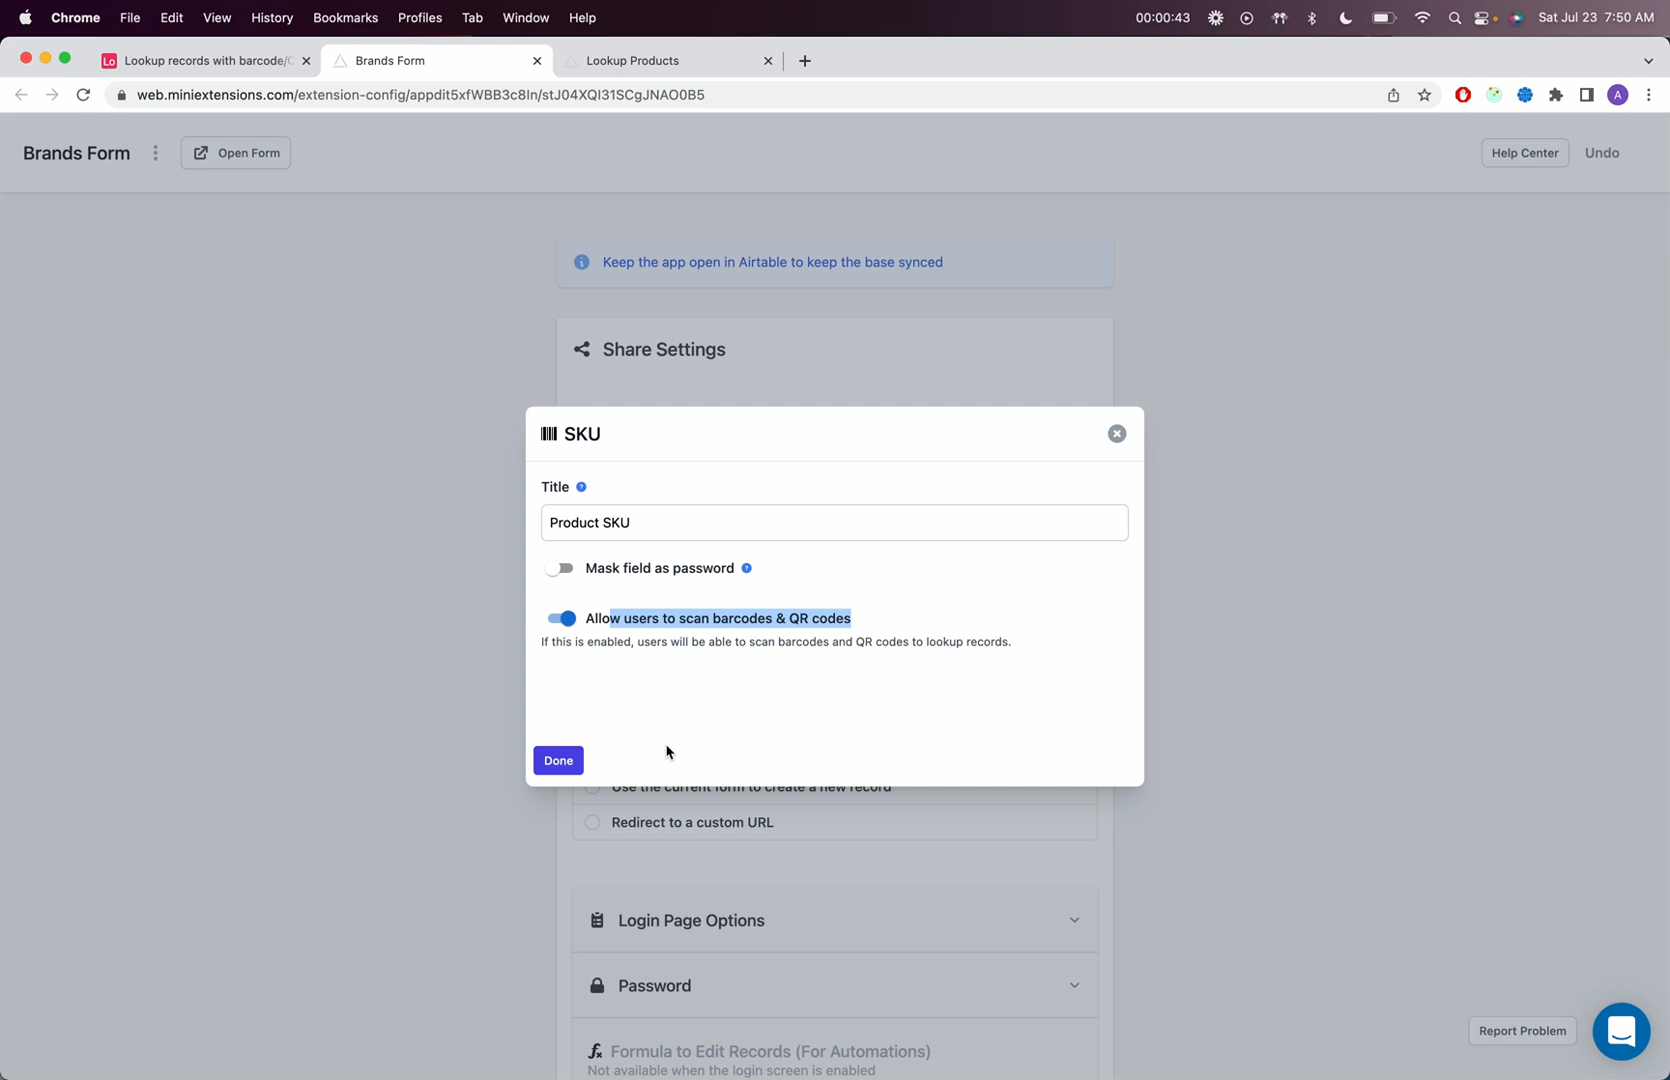 Chrome File Edit View History Bookmarks Profiles Tab Window Help 00:00:43 Sat Jul 23 7:50 AM
Lo Lookup records with barcode/ Brands Form Lookup Products
web.miniextensions.com/extension-config/appdit5xfWBB3c8In/stJ04XQI31SCgJNAO0B5 A
Brands Form Open Form Help Center Undo
Keep the app open in Airtable to keep the base synced
Share Settings
SKU
Title ?
Product SKU
Mask field as password ?
Allow users to scan barcodes & QR codes
If this is enabled, users will be able to scan barcodes and QR codes to lookup records.
Done
Use the current form to create a new record
Redirect to a custom URL
Login Page Options
Password
Report Problem
fx Formula to Edit Records (For Automations)
Not available when the login screen is enabled